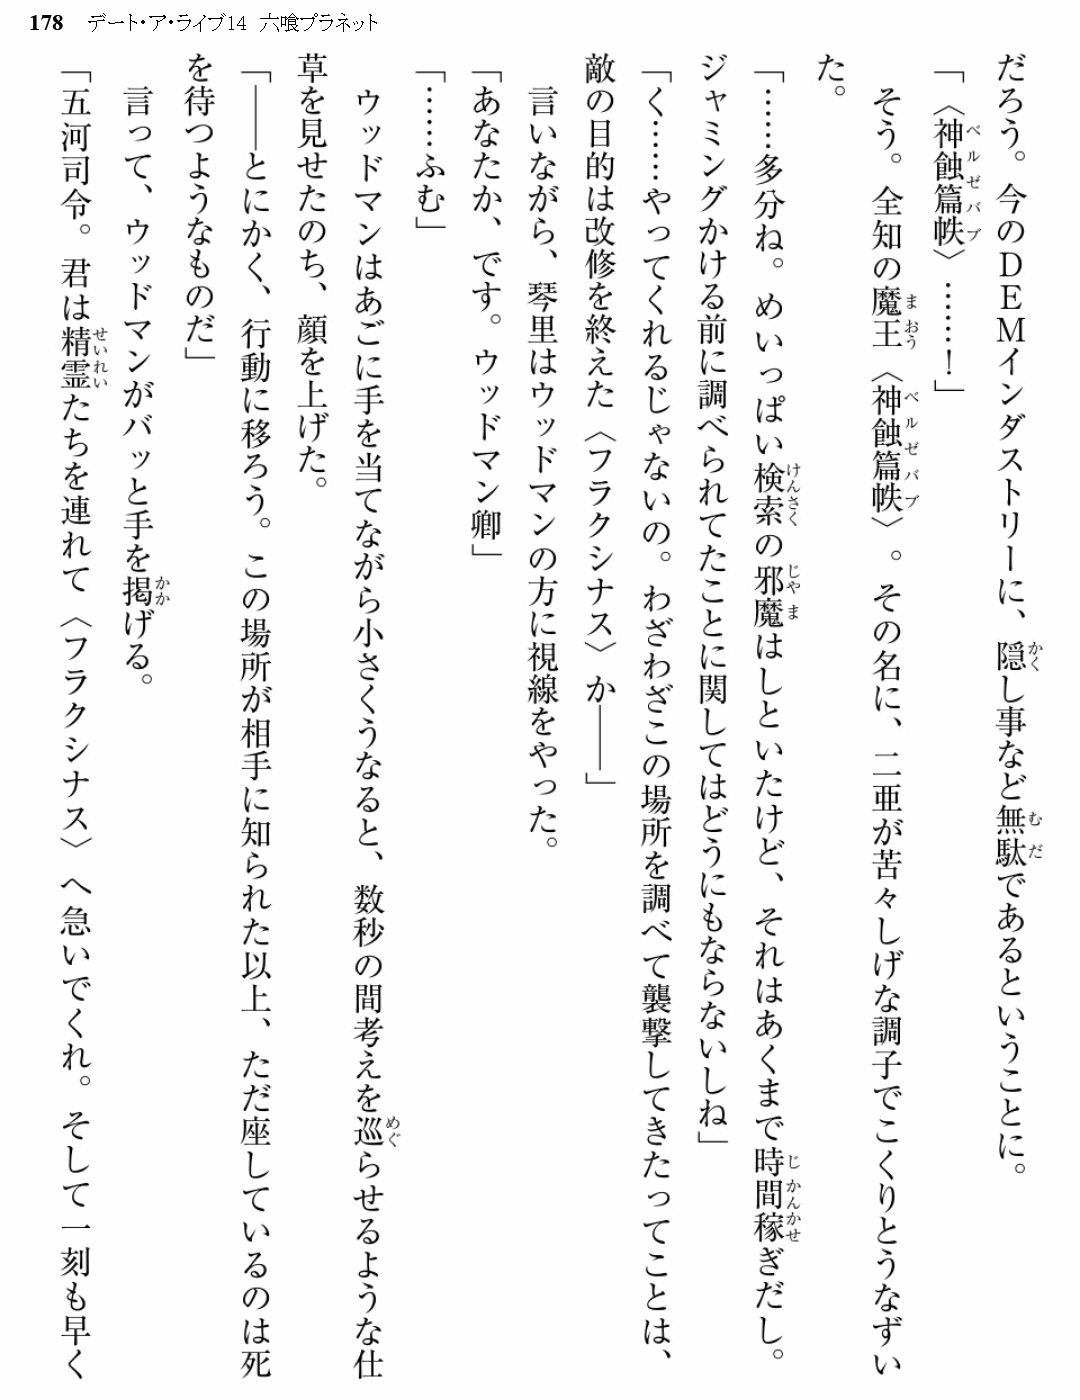 178 デート・ア・ライブ14 六喰プラネット
だろう。今のDEMインダストリーに、隠し事など無駄であるということに。
「〈神蝕篇帙〉……！」
そう。全知の魔王〈神蝕篇帙〉。その名に、二亜が苦々しげな調子でこくりとうなずい
た。
「……多分ね。めいっぱい検索の邪魔はしといたけど、それはあくまで時間稼ぎだし。
ジャミングかける前に調べられてたことに関してはどうにもならないしね」
「く……やってくれるじゃないの。わざわざこの場所を調べて襲撃してきたってことは、
敵の目的は改修を終えた〈フラクシナス〉か――」
言いながら、琴里はウッドマンの方に視線をやった。
「あなたか、です。ウッドマン卿」
「……ふむ」
ウッドマンはあごに手を当てながら小さくうなると、数秒の間考えを巡らせるような仕
草を見せたのち、顔を上げた。
「――とにかく、行動に移ろう。この場所が相手に知られた以上、ただ座しているのは死
を待つようなものだ」
言って、ウッドマンがバッと手を掲げる。
「五河司令。君は精霊たちを連れて〈フラクシナス〉へ急いでくれ。そして一刻も早く